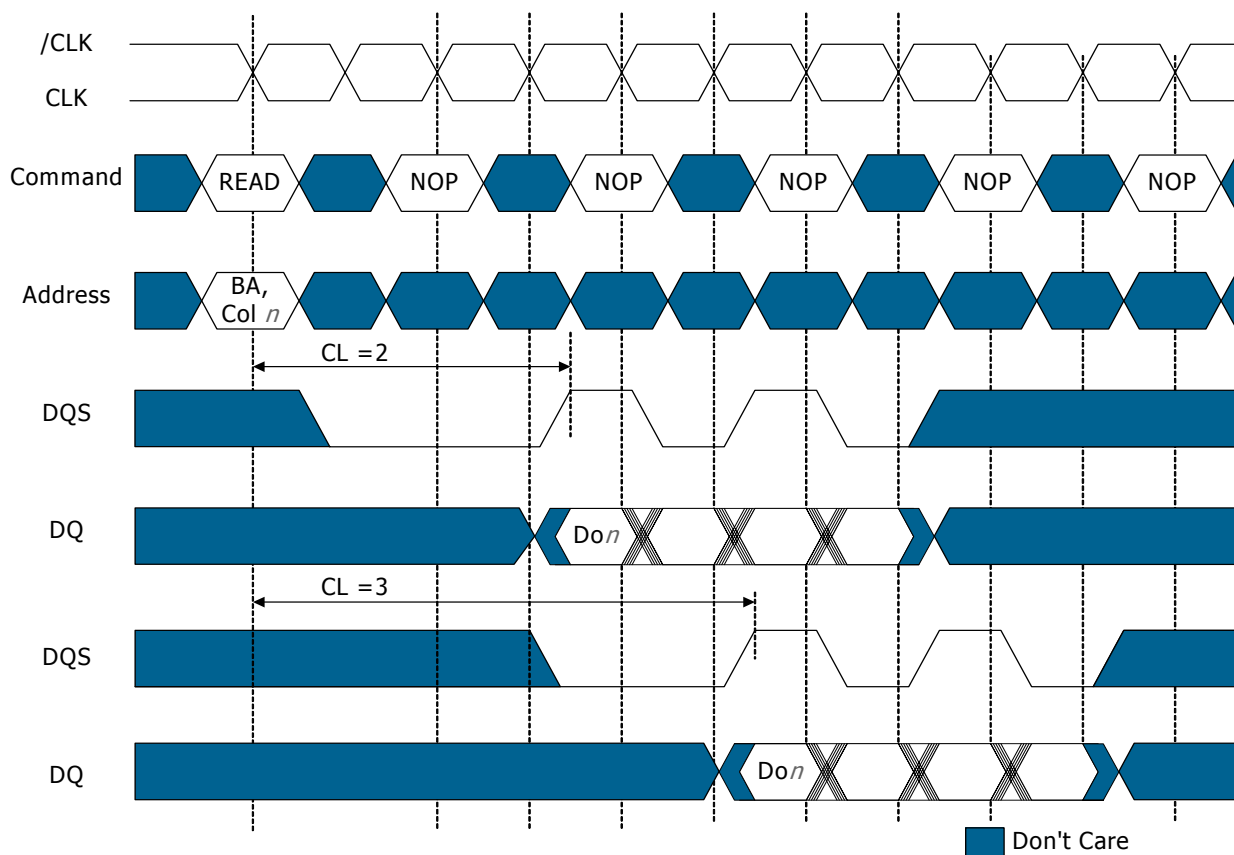 /CLK
CLK
Command
READ
NOP
NOP
NOP
NOP
NOP
Address
BA,
Col n
CL =2
DQS
DQ
Don
CL =3
DQS
DQ
Don
Don't Care